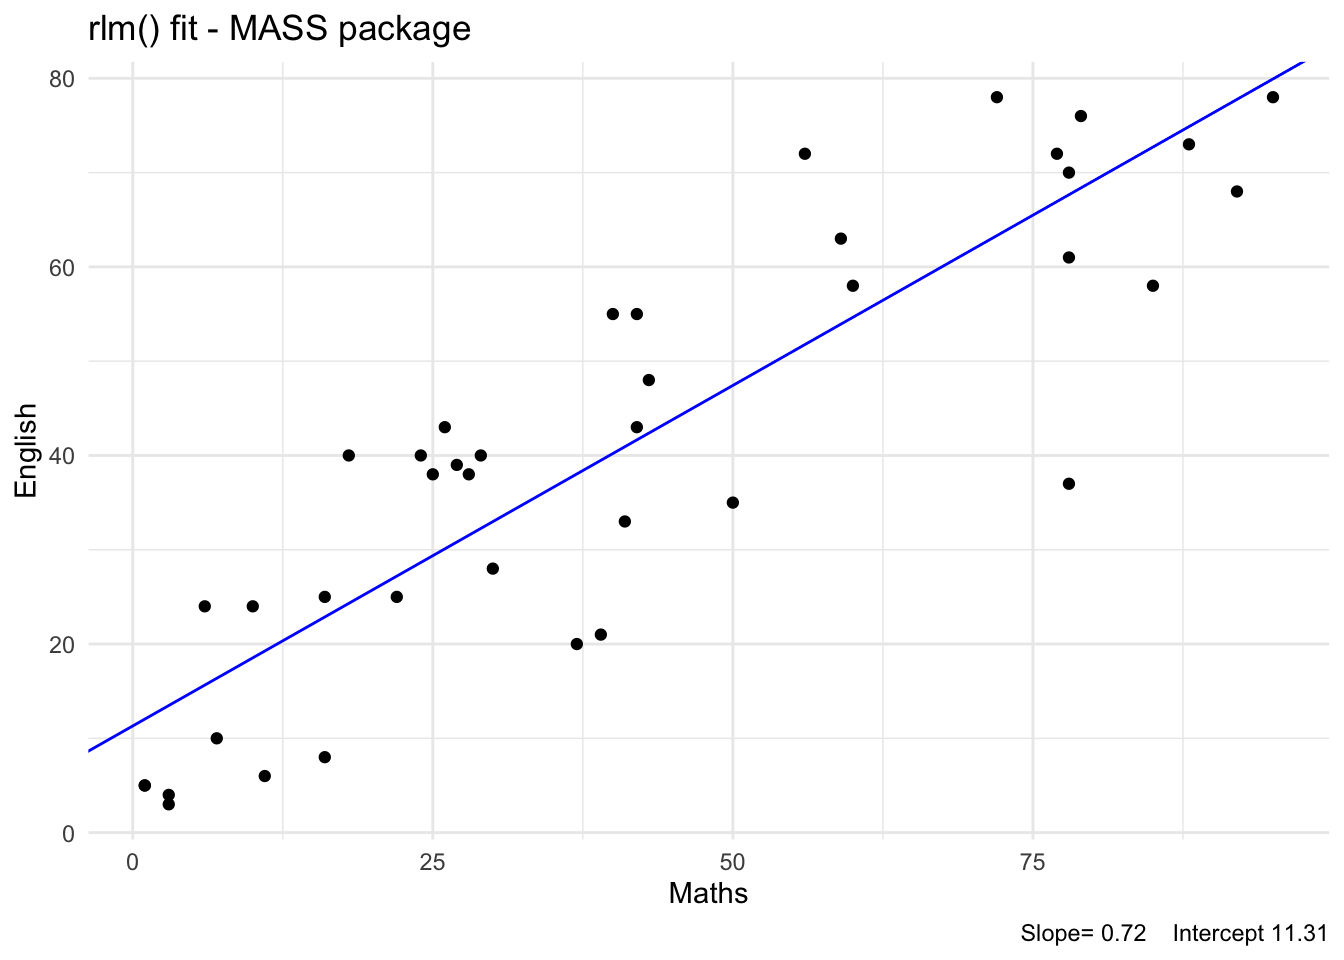 rlm() fit - MASS package
80
60
40
20
0
English
0 25 50 75
Maths
Slope= 0.72 Intercept 11.31